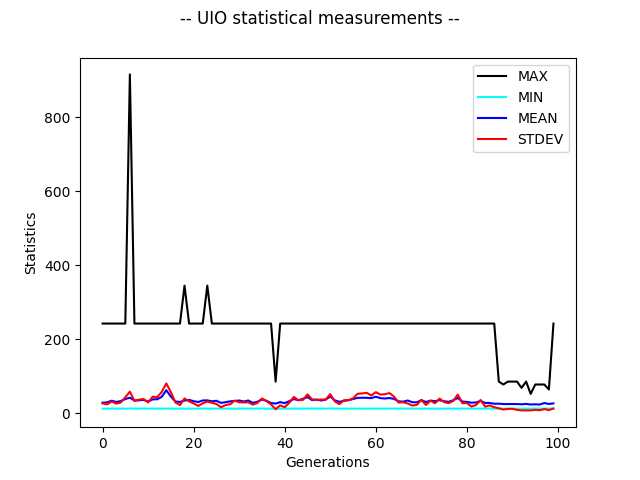 -- UIO statistical measurements --
MAX
MIN
MEAN
STDEV
Statistics
800
600
400
200
0
0 20 40 60 80 100
Generations